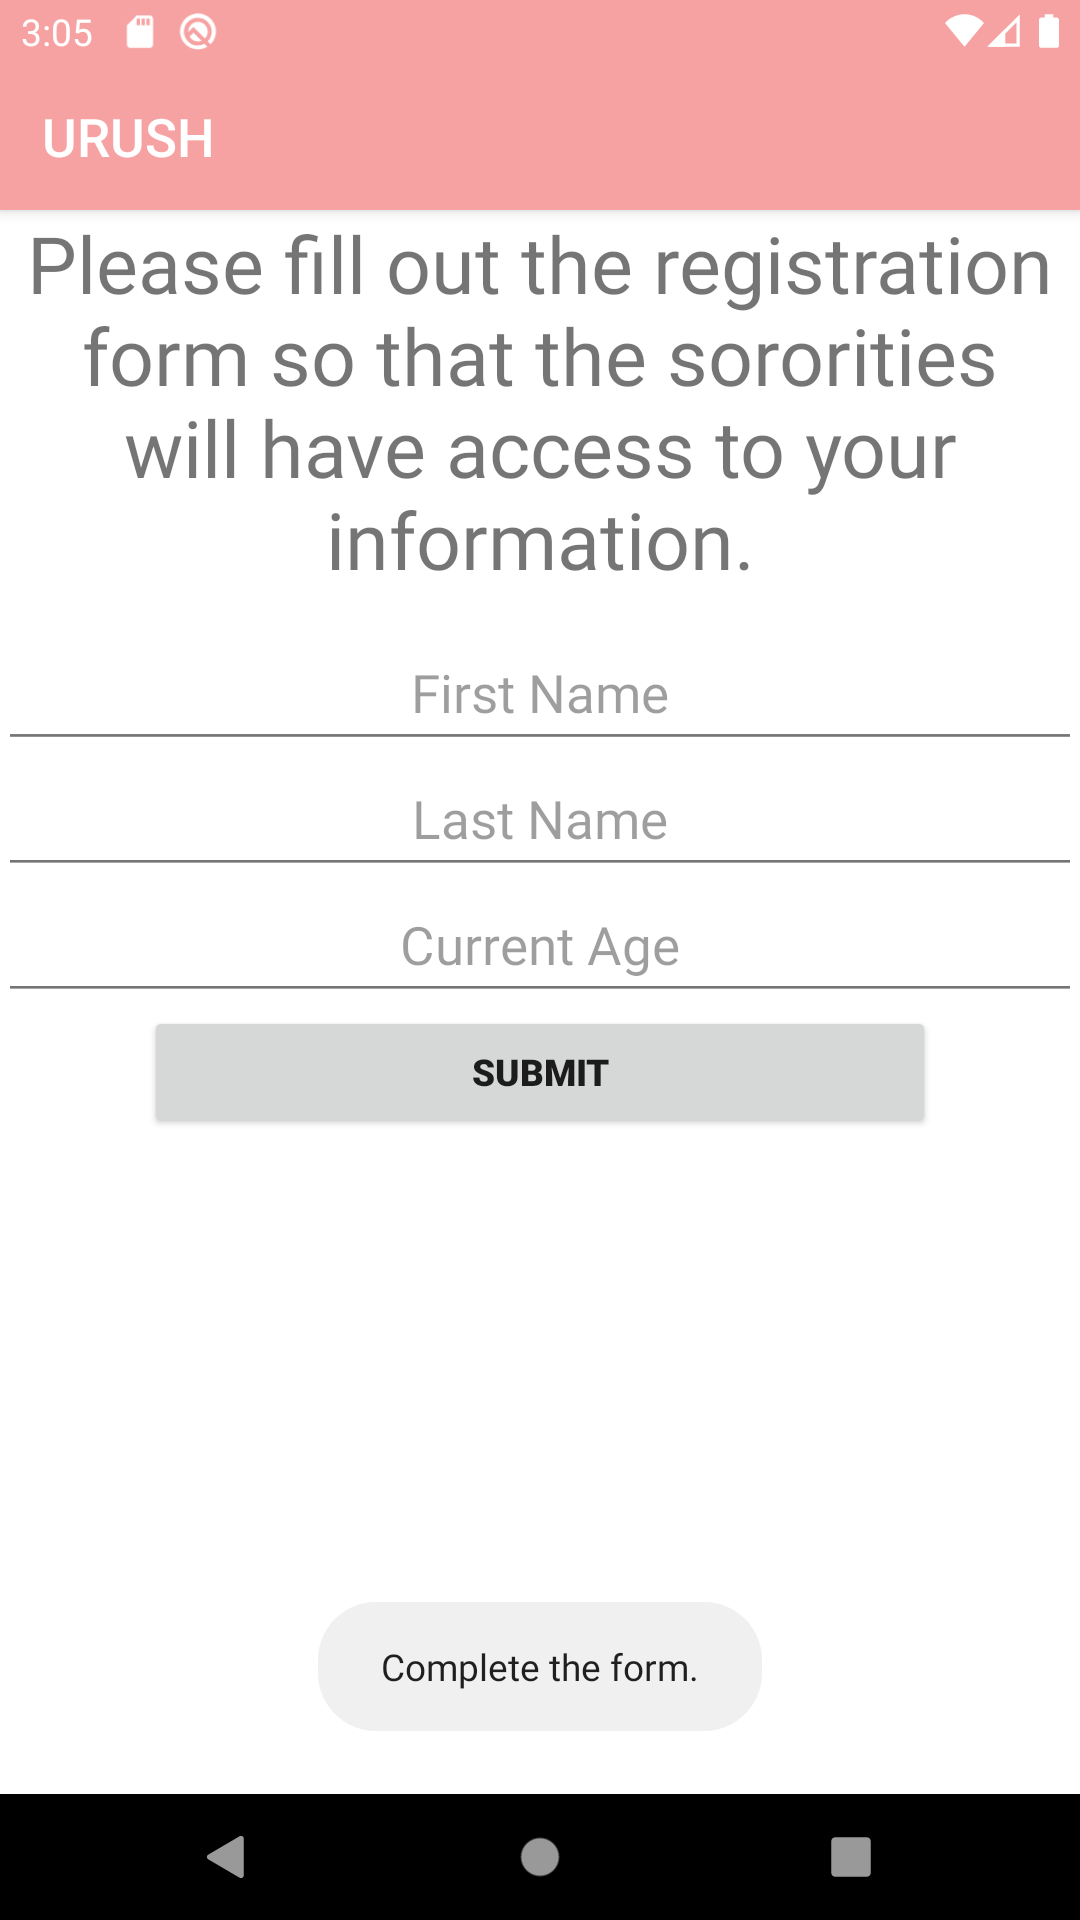 3:05
URUSH
Please fill out the registration
form so that the sororities
will have access to your
information.
First Name
Last Name
Current Age
SUBMIT
Complete the form.